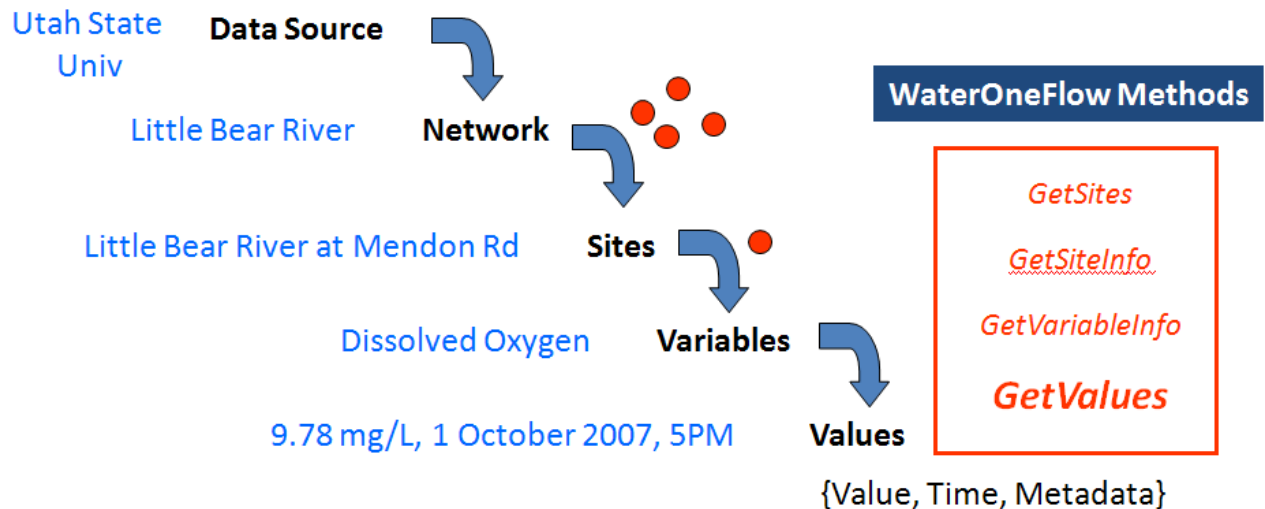 Utah State
Univ
Data Source
WaterOneFlow Methods
Little Bear River
Network
GetSites
Little Bear River at Mendon Rd
Sites
GetSiteInfo
GetVariableInfo
Dissolved Oxygen
Variables
GetValues
9.78 mg/L, 1 October 2007, 5PM
Values
{Value, Time, Metadata}